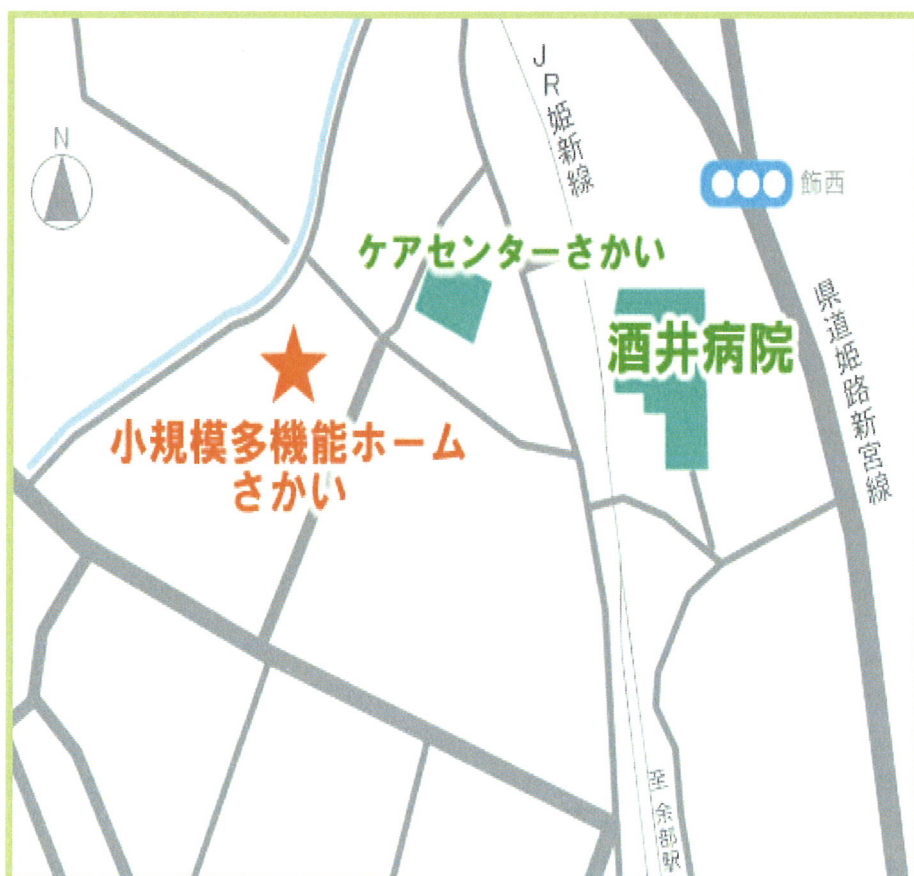 JR姫新線
N
飾西
ケアセンターさかい
県道姫路新宮線
酒井病院
小規模多機能ホーム
さかい
至 余部駅